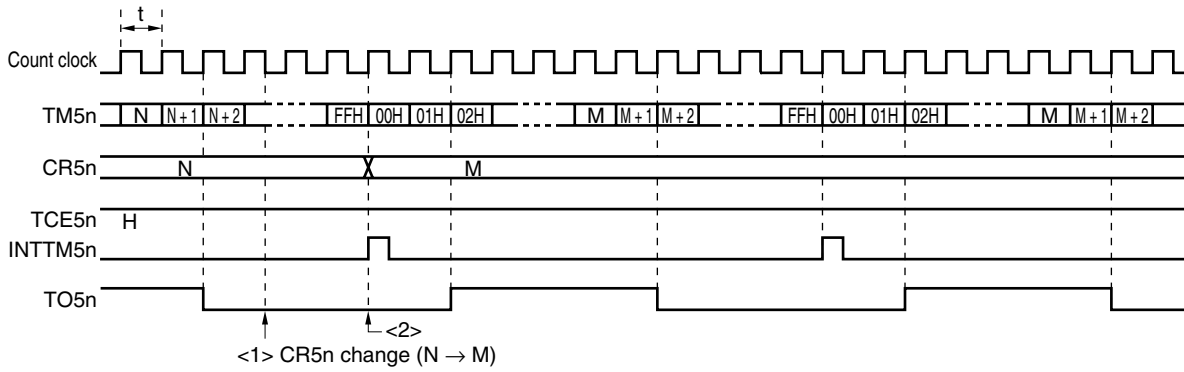 t
Count clock
TM5n N N + 1 N + 2 FFH 00H 01H 02H M M + 1 M + 2 FFH 00H 01H 02H M M + 1 M + 2
CR5n N M
TCE5n H
INTTM5n
TO5n
<2>
<1> CR5n change (N → M)